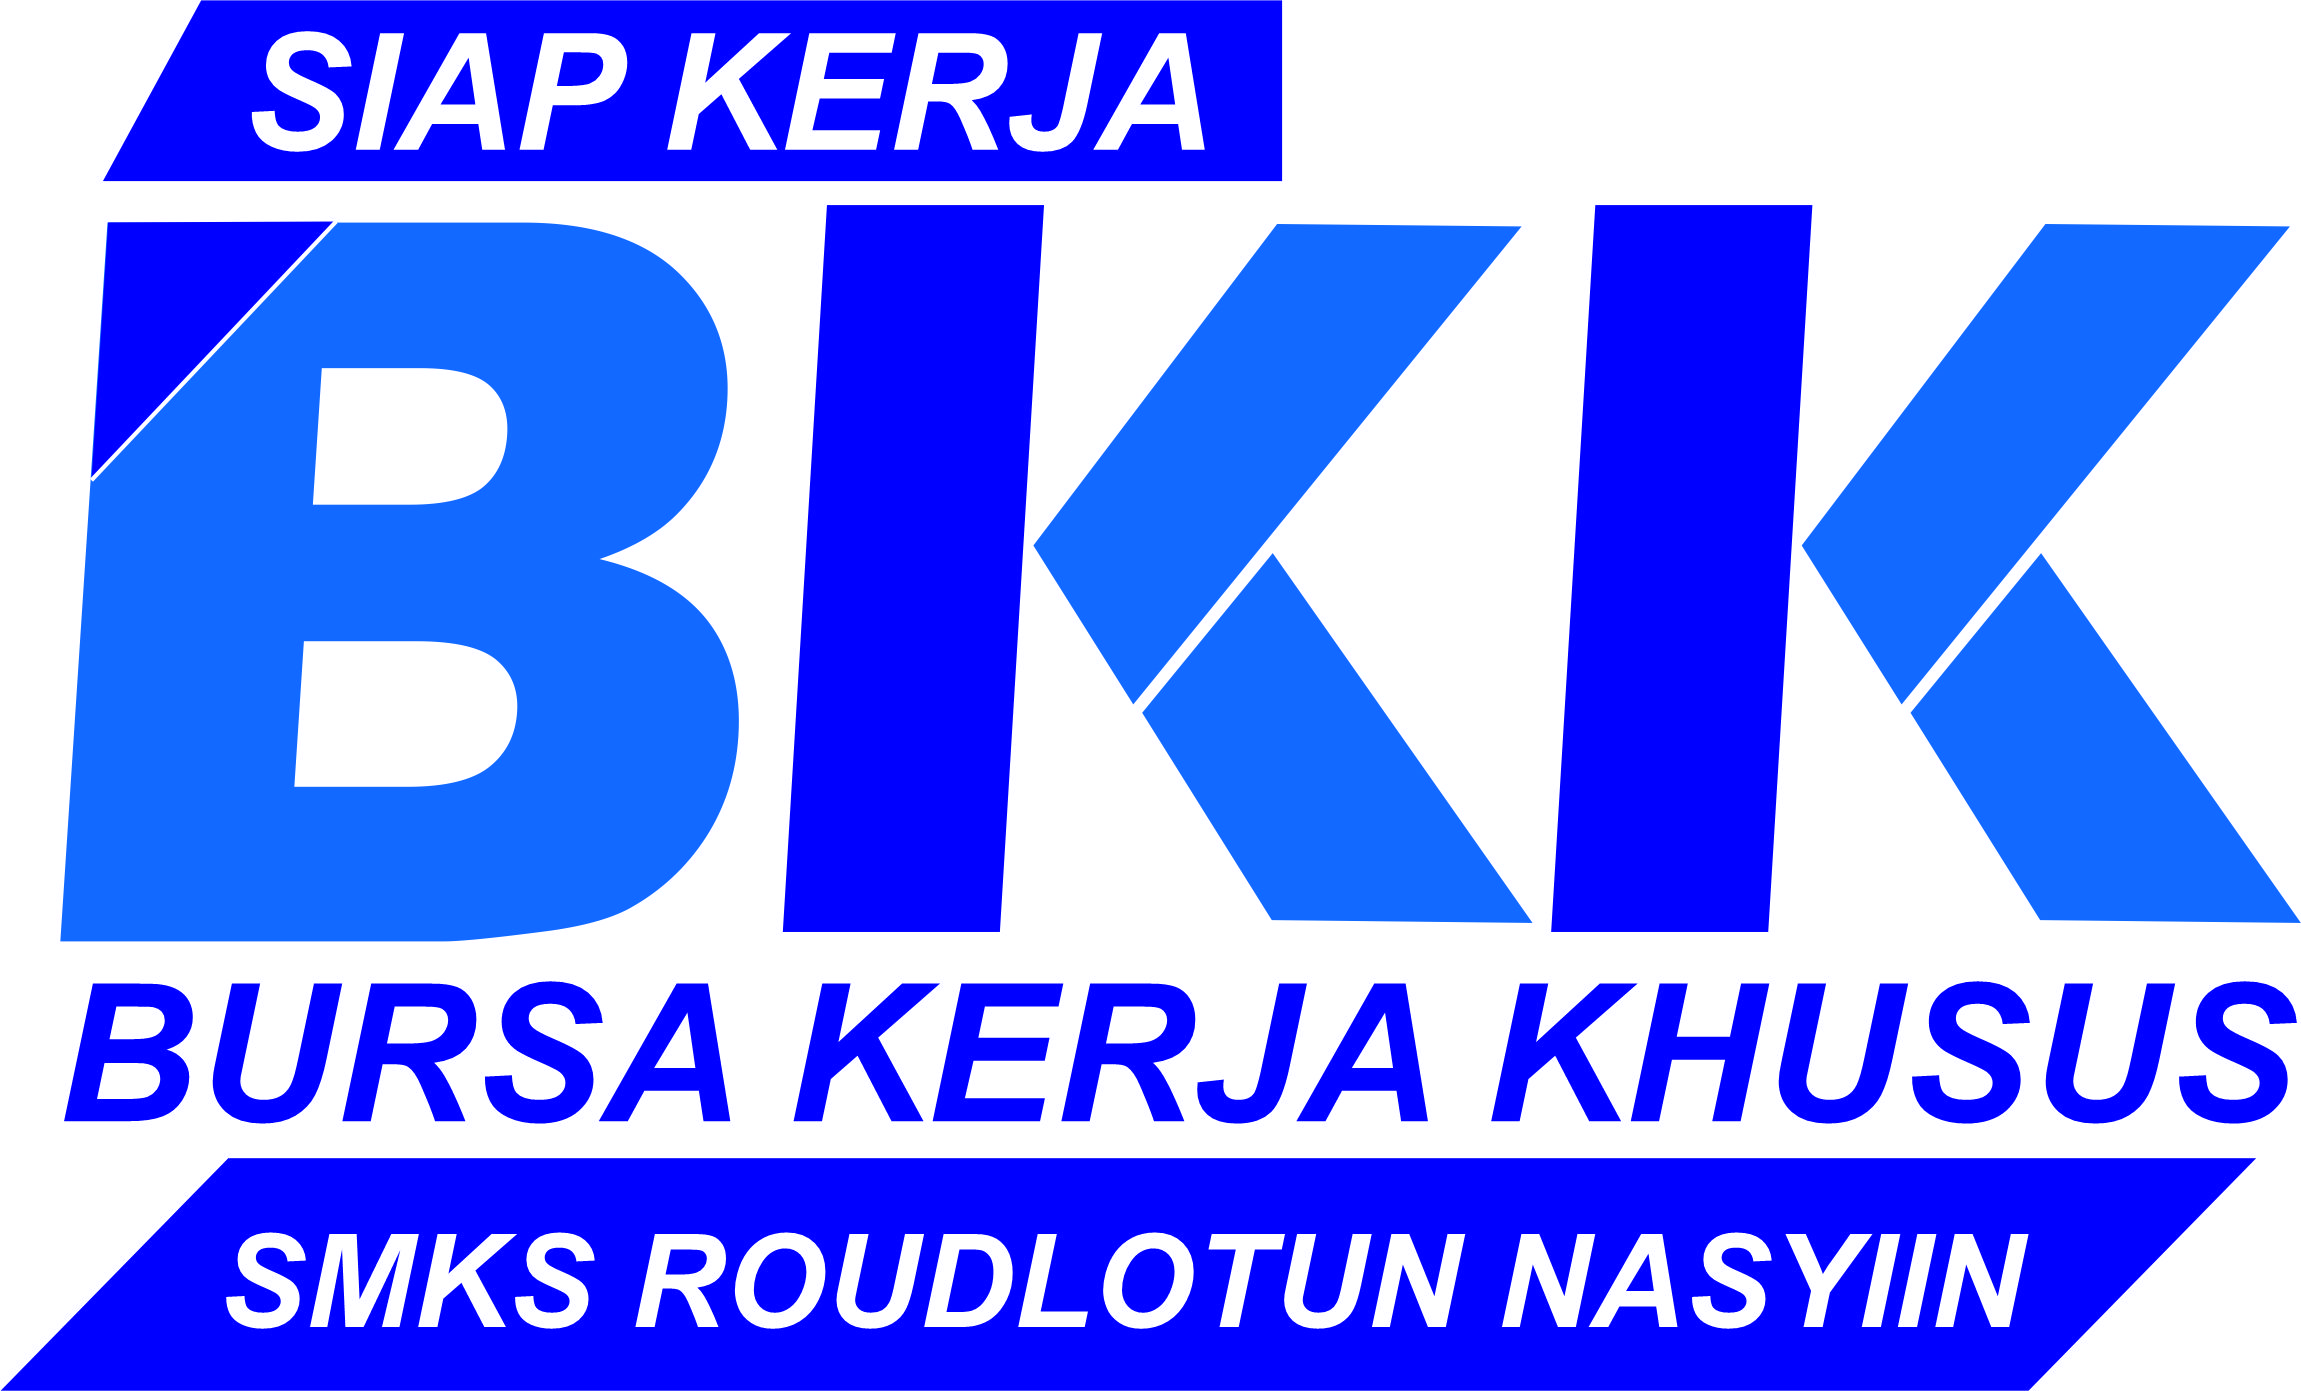 SIAP KERJA
BKK
BURSA KERJA KHUSUS
SMKS ROUDLOTUN NASYIIN